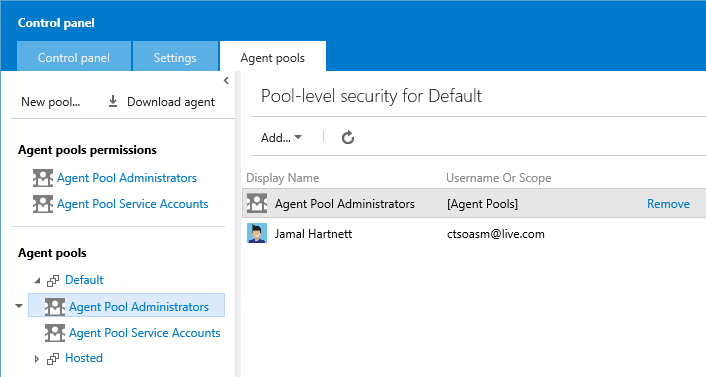 Control panel
Control panel
Settings
Agent pools
New pool...
Download agent
Agent pools permissions
Agent Pool Administrators
Agent Pool Service Accounts
Agent pools
Default
Agent Pool Administrators
Agent Pool Service Accounts
Hosted
Pool-level security for Default
Add...
Display Name Username Or Scope
Agent Pool Administrators [Agent Pools] Remove
Jamal Hartnett ctsoasm@live.com